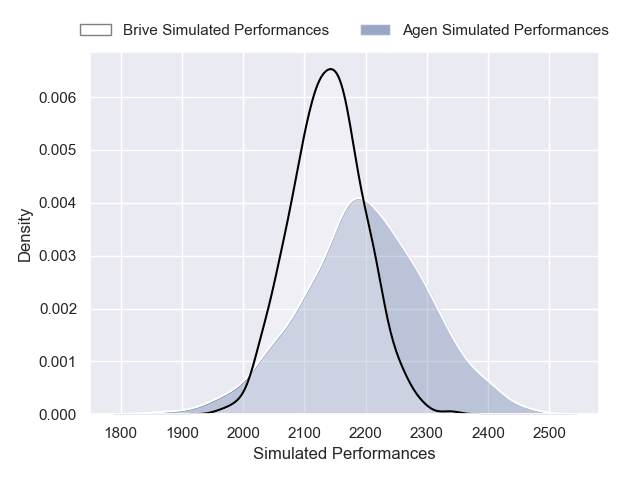 Brive Simulated Performances Agen Simulated Performances
0.006
0.005
0.004
0.003
0.002
0.001
0.000
Density
1800 1900 2000 2100 2200 2300 2400 2500
Simulated Performances